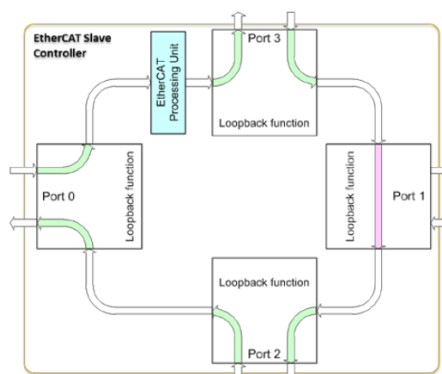 EtherCAT Slave
Controller
EtherCAT
Processing Unit
Port 3
Loopback function
Port 0
Loopback function
Loopback function
Port 1
Loopback function
Port 2